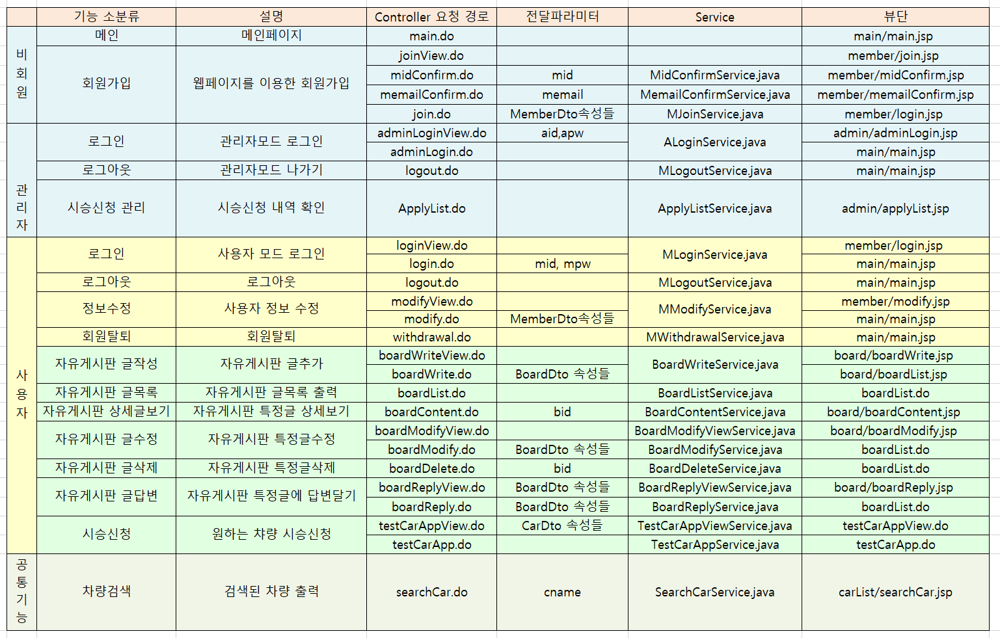 기능 소분류 설명 Controller 요청 경로 전달파라미터 Service 뷰단
비회원
메인 메인페이지 main.do main/main.jsp
회원가입 웹페이지를 이용한 회원가입
joinView.do member/join.jsp
midConfirm.do mid MidConfirmService.java member/midConfirm.jsp
memailConfirm.do memail MemailConfirmService.java member/memailConfirm.jsp
join.do MemberDto속성들 MJoinService.java member/login.jsp
관리자
로그인 관리자모드 로그인
adminLoginView.do aid,apw ALoginService.java admin/adminLogin.jsp
adminLogin.do main/main.jsp
로그아웃 관리자모드 나가기 logout.do MLogoutService.java main/main.jsp
시승신청 관리 시승신청 내역 확인 ApplyList.do ApplyListService.java admin/applyList.jsp
사용자
로그인 사용자 모드 로그인
loginView.do MLoginService.java member/login.jsp
login.do mid, mpw main/main.jsp
로그아웃 로그아웃 logout.do MLogoutService.java main/main.jsp
정보수정 사용자 정보 수정
modifyView.do MModifyService.java member/modify.jsp
modify.do MemberDto속성들 main/main.jsp
회원탈퇴 회원탈퇴 withdrawal.do MWithdrawalService.java main/main.jsp
자유게시판 글작성 자유게시판 글추가
boardWriteView.do BoardWriteService.java board/boardWrite.jsp
boardWrite.do BoardDto 속성들 board/boardList.jsp
자유게시판 글목록 자유게시판 글목록 출력 boardList.do BoardListService.java boardList.do
자유게시판 상세글보기 자유게시판 특정글 상세보기 boardContent.do bid BoardContentService.java board/boardContent.jsp
자유게시판 글수정 자유게시판 특정글수정
boardModifyView.do BoardModifyViewService.java board/boardModify.jsp
boardModify.do BoardDto 속성들 BoardModifyService.java boardList.do
자유게시판 글삭제 자유게시판 특정글삭제 boardDelete.do bid BoardDeleteService.java boardList.do
자유게시판 글답변 자유게시판 특정글에 답변달기
boardReplyView.do BoardDto 속성들 BoardReplyViewService.java board/boardReply.jsp
boardReply.do BoardDto 속성들 BoardReplyService.java boardList.do
시승신청 원하는 챠량 시승신청
testCarAppView.do CarDto 속성들 TestCarAppViewService.java testCarAppView.do
testCarApp.do TestCarAppService.java testCarApp.do
공통기능
차량검색 검색된 차량 출력 searchCar.do cname SearchCarService.java carList/searchCar.jsp